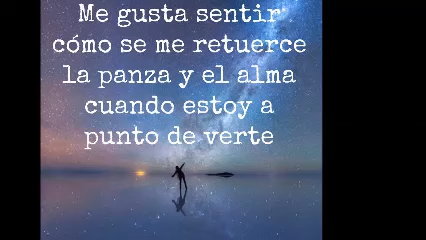 Me gusta sentir
cómo se me retuerce
la panza y el alma
cuando estoy a
punto de verte